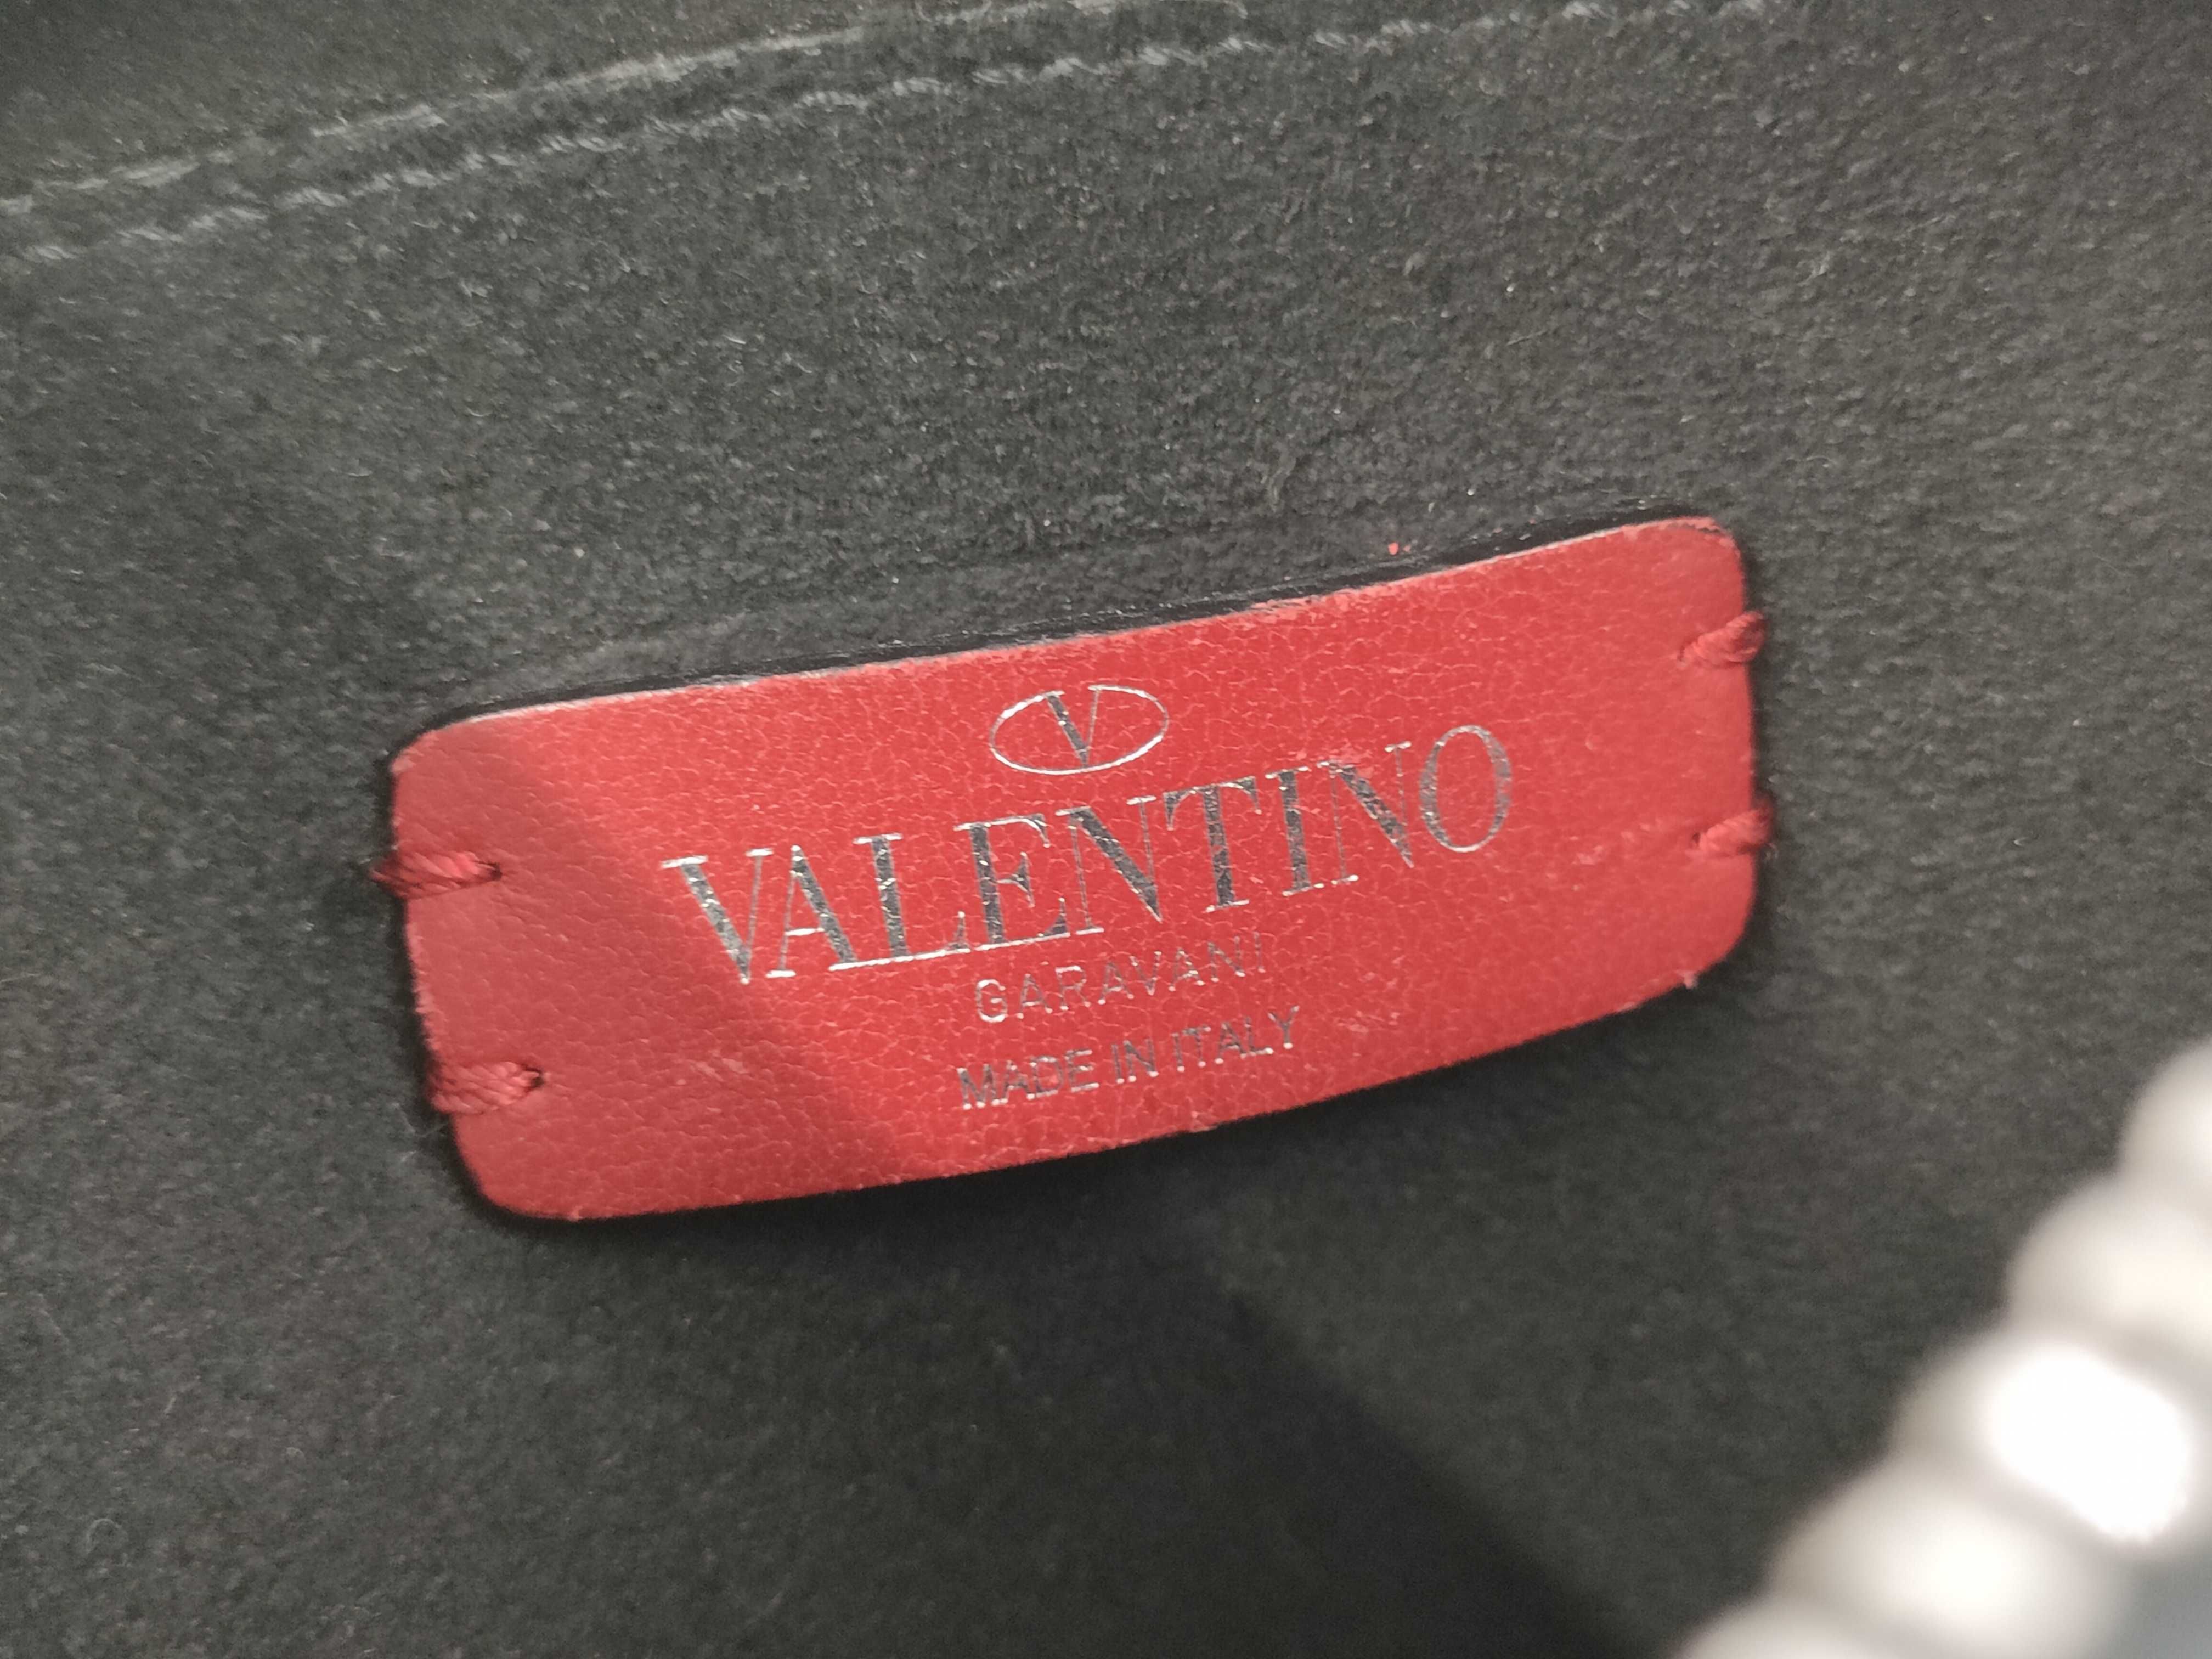 V
VALENTINO
GARAVANI
MADE IN ITALY